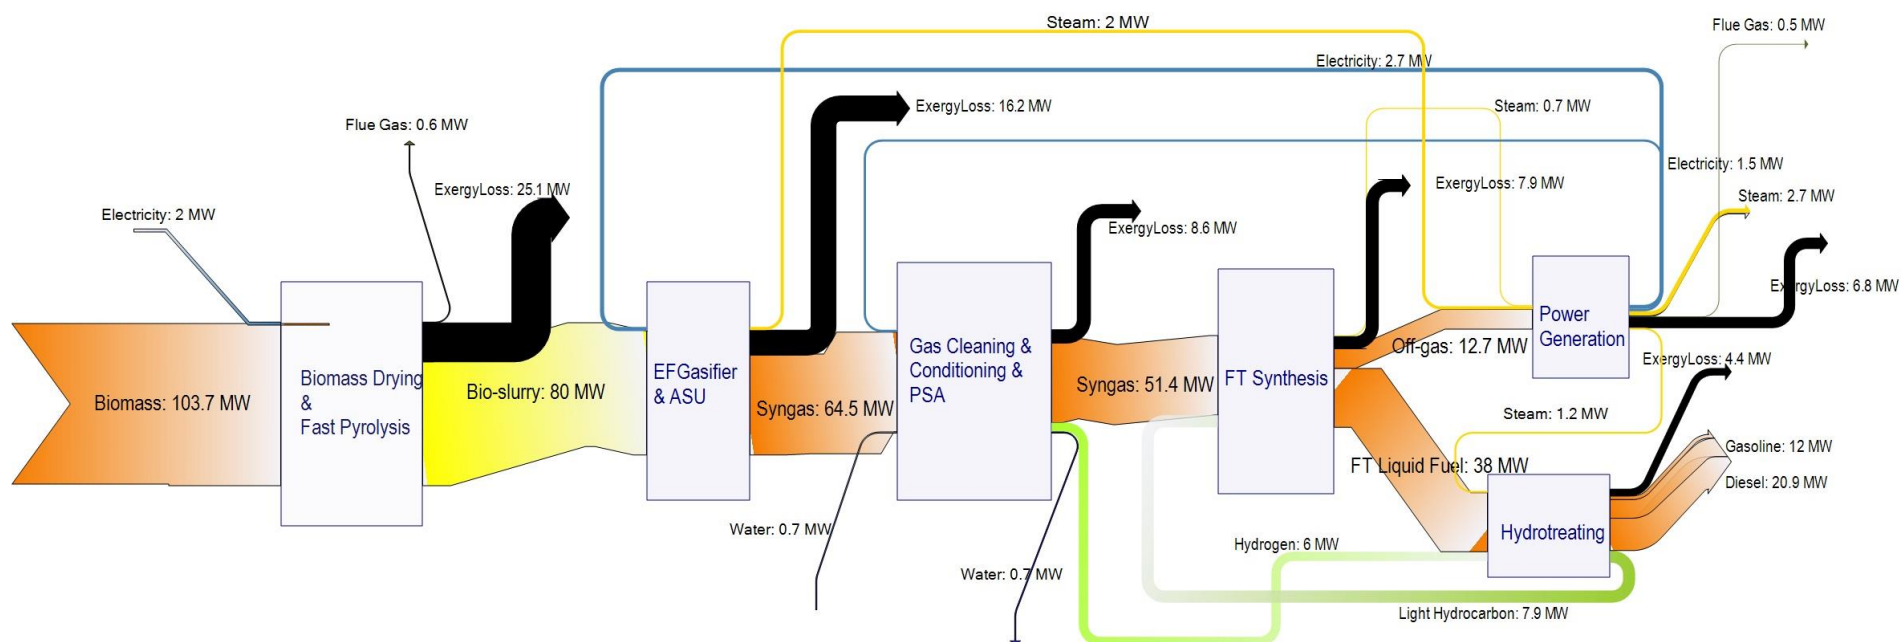 Steam: 2 MW
Flue Gas: 0.5 MW
Electricity: 2.7 MW
ExergyLoss: 16.2 MW
Steam: 0.7 MW
Flue Gas: 0.6 MW
Electricity: 1.5 MW
ExergyLoss: 25.1 MW
ExergyLoss: 7.9 MW
Steam: 2.7 MW
Electricity: 2 MW
ExergyLoss: 8.6 MW
ExergyLoss: 6.8 MW
Power
Generation
Off-gas: 12.7 MW
ExergyLoss: 4.4 MW
Gas Cleaning &
Conditioning &
PSA
EFGasifier
& ASU
Biomass Drying
&
Fast Pyrolysis
FT Synthesis
Biomass: 103.7 MW
Bio-slurry: 80 MW
Syngas: 64.5 MW
Syngas: 51.4 MW
Steam: 1.2 MW
Gasoline: 12 MW
FT Liquid Fuel: 38 MW
Diesel: 20.9 MW
Water: 0.7 MW
Hydrotreating
Hydrogen: 6 MW
Water: 0.7 MW
Light Hydrocarbon: 7.9 MW